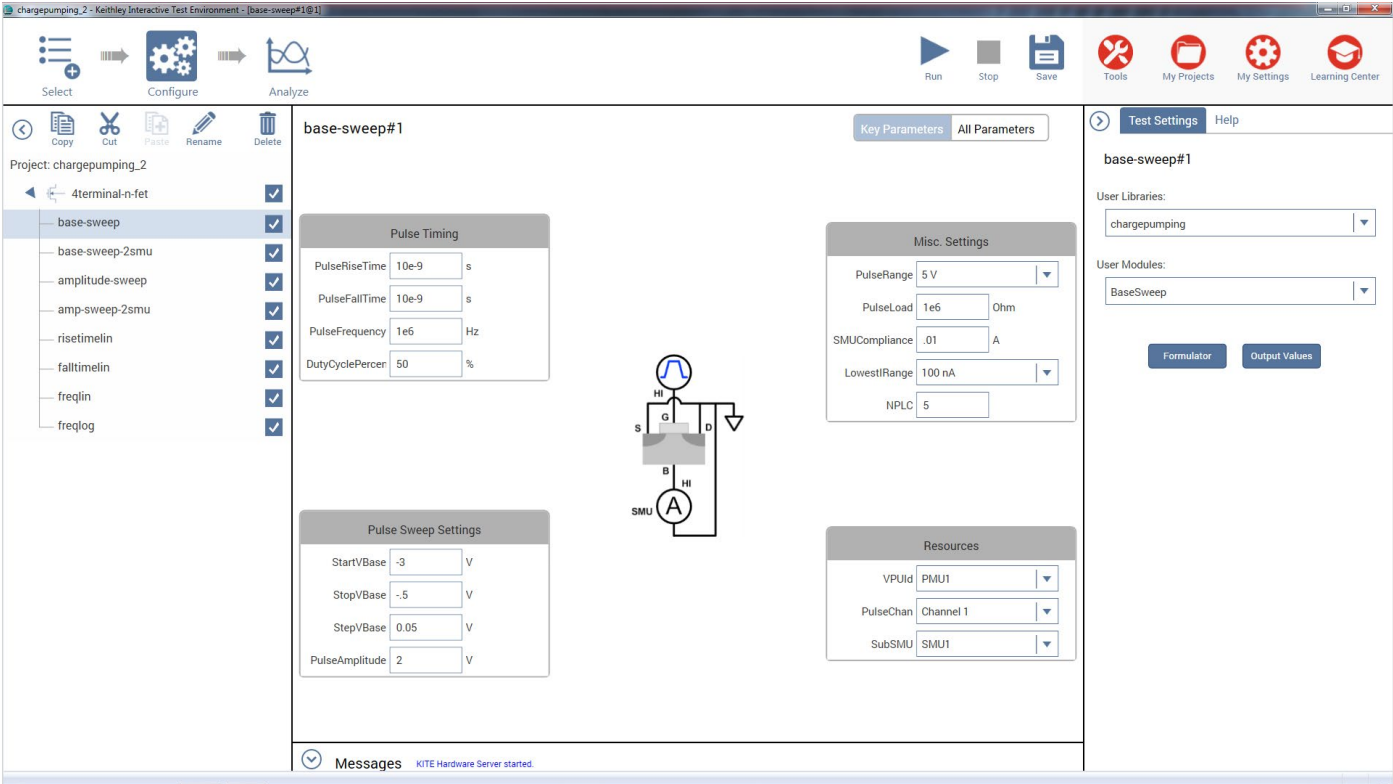 chargepumping_2 - Keithley Interactive Test Environment - [base-sweep#1@1]
Select
Configure
Analyze
Run
Stop
Save
Tools
My Projects
My Settings
Learning Center
Copy
Cut
Paste
Rename
Delete
Project: chargepumping_2
4terminal-n-fet
base-sweep
base-sweep-2smu
amplitude-sweep
amp-sweep-2smu
risetimelin
falltimelin
freqlin
freqlog
base-sweep#1
Key Parameters All Parameters
Pulse Timing
PulseRiseTime 10e-9 s
PulseFallTime 10e-9 s
PulseFrequency 1e6 Hz
DutyCyclePercen 50 %
Pulse Sweep Settings
StartVBase -3 V
StopVBase -.5 V
StepVBase 0.05 V
PulseAmplitude 2 V
HI
G
S D
B
HI
SMU A
Misc. Settings
PulseRange 5 V
PulseLoad 1e6 Ohm
SMUCompliance .01 A
LowestIRange 100 nA
NPLC 5
Resources
VPUId PMU1
PulseChan Channel 1
SubSMU SMU1
Messages KITE Hardware Server started.
Test Settings Help
base-sweep#1
User Libraries:
chargepumping
User Modules:
BaseSweep
Formulator Output Values